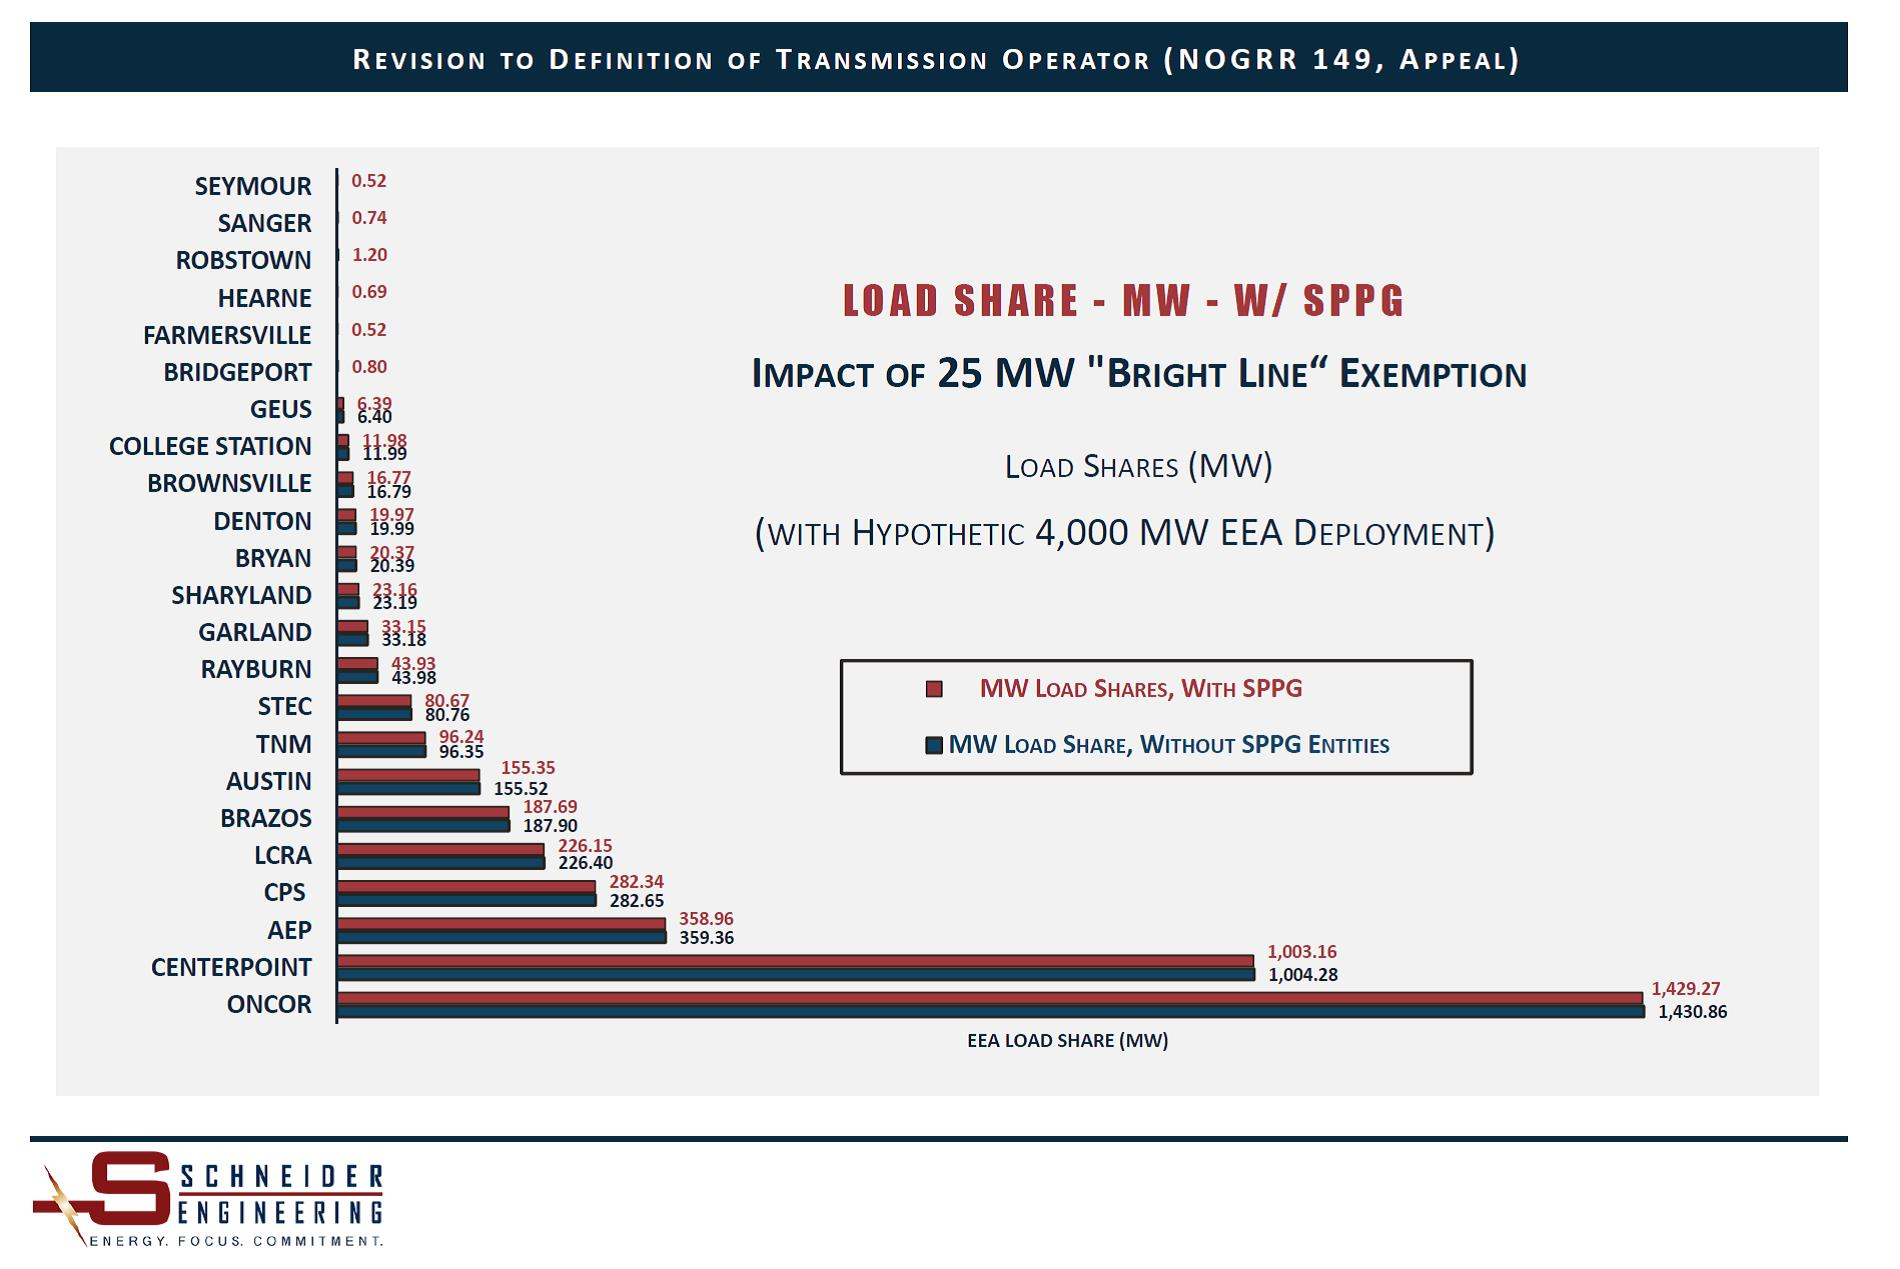 REVISION TO DEFINITION OF TRANSMISSION OPERATOR (NOGRR 149, APPEAL)
SEYMOUR 0.52
SANGER 0.74
ROBSTOWN 1.20
HEARNE 0.69
FARMERSVILLE 0.52
BRIDGEPORT 0.80
GEUS 6.39
6.40
COLLEGE STATION 11.98
11.99
BROWNSVILLE 16.77
16.79
DENTON 19.97
19.99
BRYAN 20.37
20.39
SHARYLAND 23.16
23.19
GARLAND 33.15
33.18
RAYBURN 43.93
43.98
STEC 80.67
80.76
TNM 96.24
96.35
AUSTIN 155.35
155.52
BRAZOS 187.69
187.90
LCRA 226.15
226.40
CPS 282.34
282.65
AEP 358.96
359.36
CENTERPOINT 1,003.16
1,004.28
ONCOR 1,429.27
1,430.86
EEA LOAD SHARE (MW)
LOAD SHARE - MW - W/ SPPG
IMPACT OF 25 MW "BRIGHT LINE“ EXEMPTION
LOAD SHARES (MW)
(WITH HYPOTHETIC 4,000 MW EEA DEPLOYMENT)
MW LOAD SHARES, WITH SPPG
MW LOAD SHARE, WITHOUT SPPG ENTITIES
S SCHNEIDER
ENGINEERING
ENERGY. FOCUS. COMMITMENT.